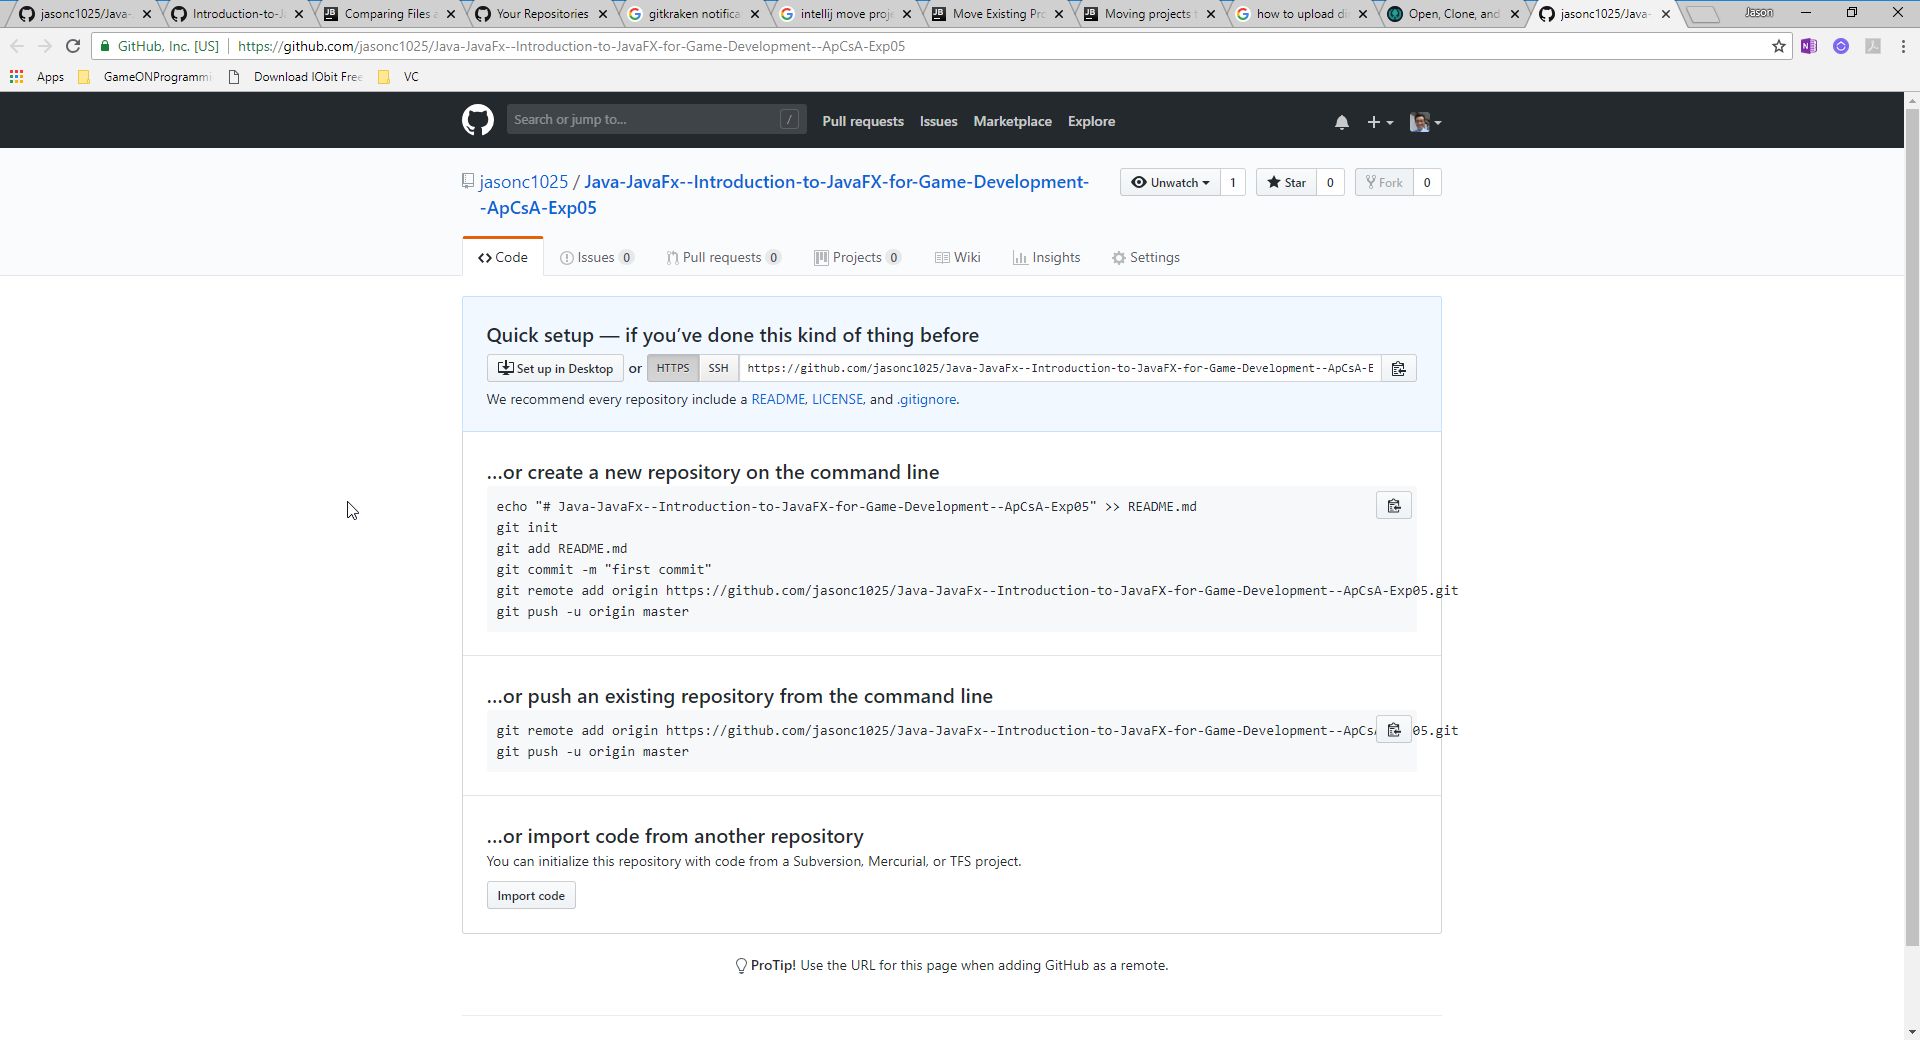 jasonc1025/Java-
Introduction-to-J
Comparing Files a
Your Repositories
gitkraken notifica
intellij move proje
Move Existing Pro
Moving projects t
how to upload di
Open, Clone, and
jasonc1025/Java-
Jason
GitHub, Inc. [US]
https://github.com/jasonc1025/Java-JavaFx--Introduction-to-JavaFX-for-Game-Development--ApCsA-Exp05
Apps
GameONProgrammi
Download IObit Free
VC
Search or jump to...
/
Pull requests
Issues
Marketplace
Explore
jasonc1025 / Java-JavaFx--Introduction-to-JavaFX-for-Game-Development-
-ApCsA-Exp05
Unwatch 1
Star 0
Fork 0
Code
Issues 0
Pull requests 0
Projects 0
Wiki
Insights
Settings
Quick setup — if you’ve done this kind of thing before
Set up in Desktop or HTTPS SSH https://github.com/jasonc1025/Java-JavaFx--Introduction-to-JavaFX-for-Game-Development--ApCsA-E
We recommend every repository include a README, LICENSE, and .gitignore.
…or create a new repository on the command line
echo "# Java-JavaFx--Introduction-to-JavaFX-for-Game-Development--ApCsA-Exp05" >> README.md
git init
git add README.md
git commit -m "first commit"
git remote add origin https://github.com/jasonc1025/Java-JavaFx--Introduction-to-JavaFX-for-Game-Development--ApCsA-Exp05.git
git push -u origin master
…or push an existing repository from the command line
git remote add origin https://github.com/jasonc1025/Java-JavaFx--Introduction-to-JavaFX-for-Game-Development--ApCs 05.git
git push -u origin master
…or import code from another repository
You can initialize this repository with code from a Subversion, Mercurial, or TFS project.
Import code
ProTip! Use the URL for this page when adding GitHub as a remote.